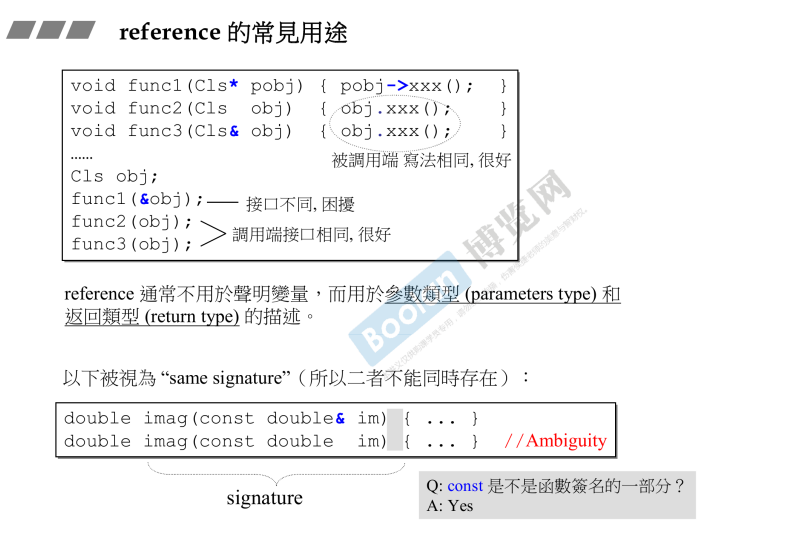 reference 的常見用途
void func1(Cls* pobj) { pobj->xxx(); }
void func2(Cls obj) { obj.xxx(); }
void func3(Cls& obj) { obj.xxx(); }
……
被調用端 寫法相同, 很好
Cls obj;
func1(&obj); 接口不同, 困擾
func2(obj);
調用端接口相同, 很好
func3(obj);
Boolan 博览网
reference 通常不用於聲明變量，而用於參數類型 (parameters type) 和
返回類型 (return type) 的描述。
以下被視為 “same signature”（所以二者不能同時存在）：
double imag(const double& im) { ... }
double imag(const double im) { ... } //Ambiguity
signature
Q: const 是不是函數簽名的一部分？
A: Yes